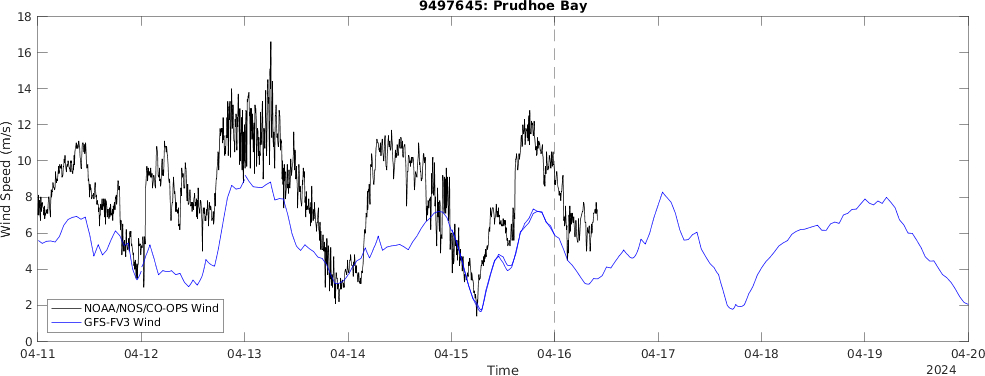 9497645: Prudhoe Bay
Wind Speed (m/s)
18
16
14
12
10
8
6
4
2
0
NOAA/NOS/CO-OPS Wind
GFS-FV3 Wind
04-11 04-12 04-13 04-14 04-15 04-16 04-17 04-18 04-19 04-20
Time
2024